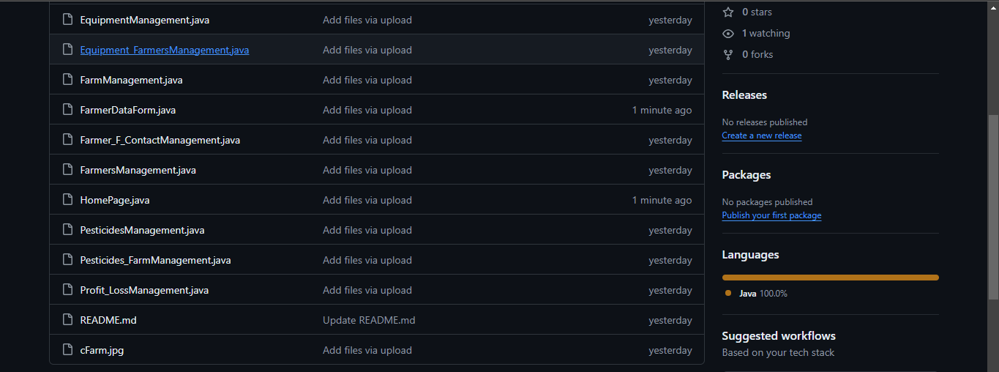 EquipmentManagement.java Add files via upload yesterday
Equipment_FarmersManagement.java Add files via upload yesterday
FarmManagement.java Add files via upload yesterday
FarmerDataForm.java Add files via upload 1 minute ago
Farmer_F_ContactManagement.java Add files via upload yesterday
FarmersManagement.java Add files via upload yesterday
HomePage.java Add files via upload 1 minute ago
PesticidesManagement.java Add files via upload yesterday
Pesticides_FarmManagement.java Add files via upload yesterday
Profit_LossManagement.java Add files via upload yesterday
README.md Update README.md yesterday
cFarm.jpg Add files via upload yesterday
0 stars
1 watching
0 forks
Releases
No releases published
Create a new release
Packages
No packages published
Publish your first package
Languages
Java 100.0%
Suggested workflows
Based on your tech stack